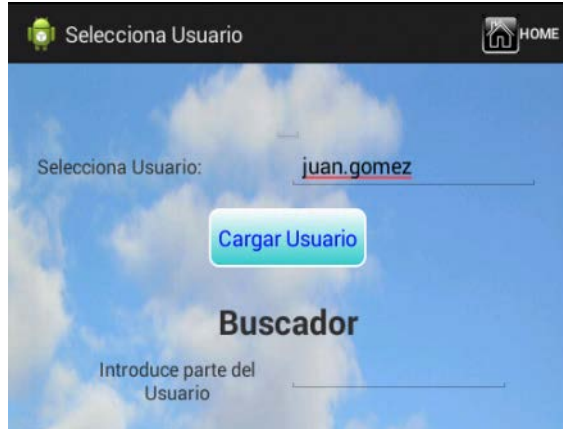 Selecciona Usuario
HOME
Selecciona Usuario:
juan.gomez
Cargar Usuario
Buscador
Introduce parte del
Usuario